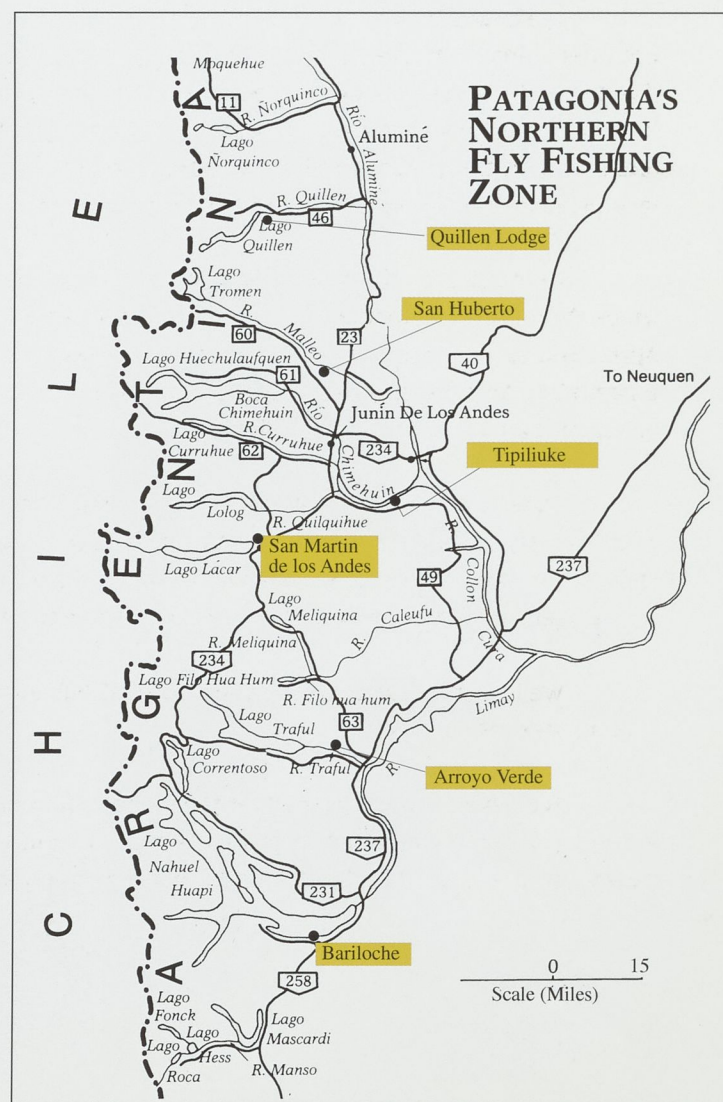 PATAGONIA'S
NORTHERN
FLY FISHING
ZONE
Moquehue
11
R. Ñorquinco
Lago
Ñorquinco
Río Aluminé
Aluminé
R. Quillen
46
Lago
Quillen
Quillen Lodge
Lago
Tromen
R. Malleo
San Huberto
60
23
40
To Neuquen
Lago Huechulaufquen
61
Boca
Chimehuin
Río Chimehuin
Junín De Los Andes
Lago
Curruhue
R.Curruhue
62
234
Tipiliuke
Lago
Lolog
R. Quilquihue
San Martin
de los Andes
Lago Lácar
R. Collon Cura
49
237
Lago
Meliquina
R. Caleufu
R. Meliquina
234
Lago Filo Hua Hum
R. Filo hua hum
Lago
Traful
63
R. Limay
Lago
Correntoso
R. Traful
Arroyo Verde
Lago
Nahuel
Huapi
237
231
Bariloche
258
0 15
Scale (Miles)
Lago
Fonck
Lago
Mascardi
Lago
Hess
Lago
Roca
R. Manso
CHILE
ARGENTINA